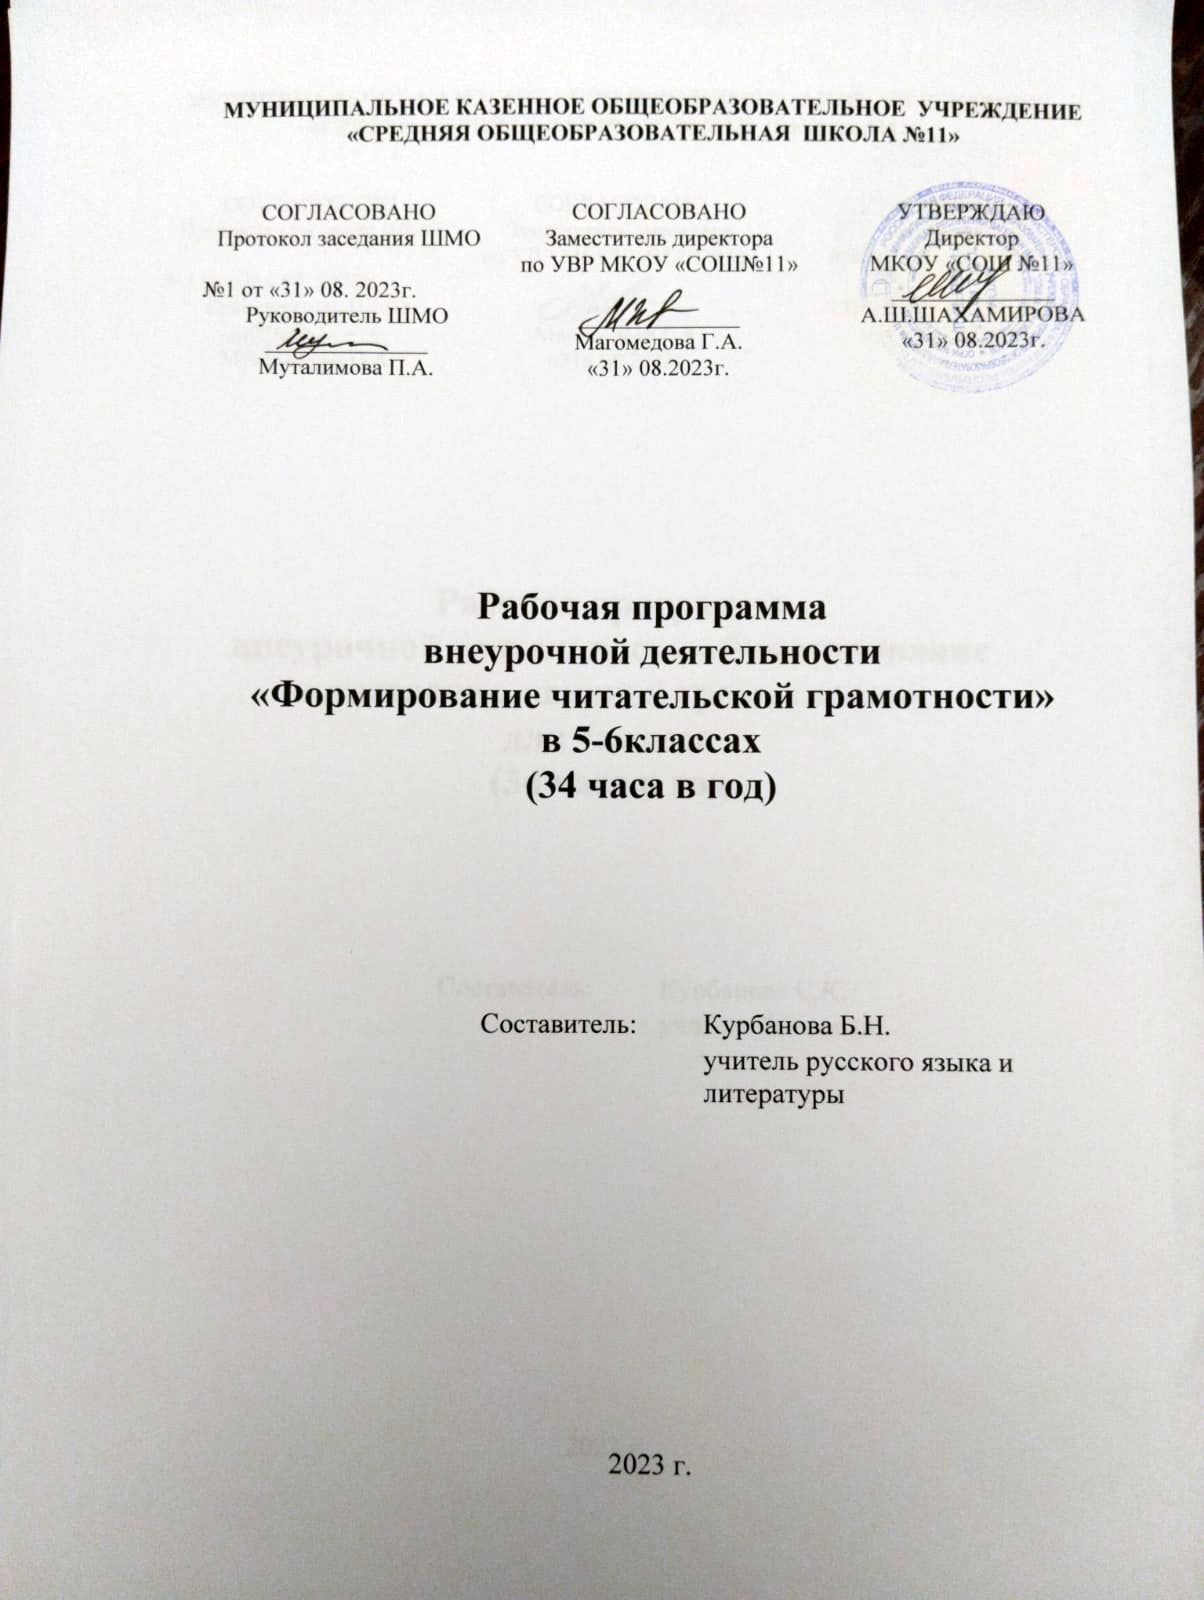 МУНИЦИПАЛЬНОЕ КАЗЕННОЕ ОБЩЕОБРАЗОВАТЕЛЬНОЕ УЧРЕЖДЕНИЕ
«СРЕДНЯЯ ОБЩЕОБРАЗОВАТЕЛЬНАЯ ШКОЛА №11»
СОГЛАСОВАНО
Протокол заседания ШМО
№1 от «31» 08. 2023г.
Руководитель ШМО
Муталимова П.А.
СОГЛАСОВАНО
Заместитель директора
по УВР МКОУ «СОШ№11»
Магомедова Г.А.
«31» 08.2023г.
УТВЕРЖДАЮ
Директор
МКОУ «СОШ №11»
А.Ш.ШАХАМИРОВА
«31» 08.2023г.
Рабочая программа
внеурочной деятельности
«Формирование читательской грамотности»
в 5-6классах
(34 часа в год)
Составитель: Курбанова Б.Н.
учитель русского языка и
литературы
2023 г.